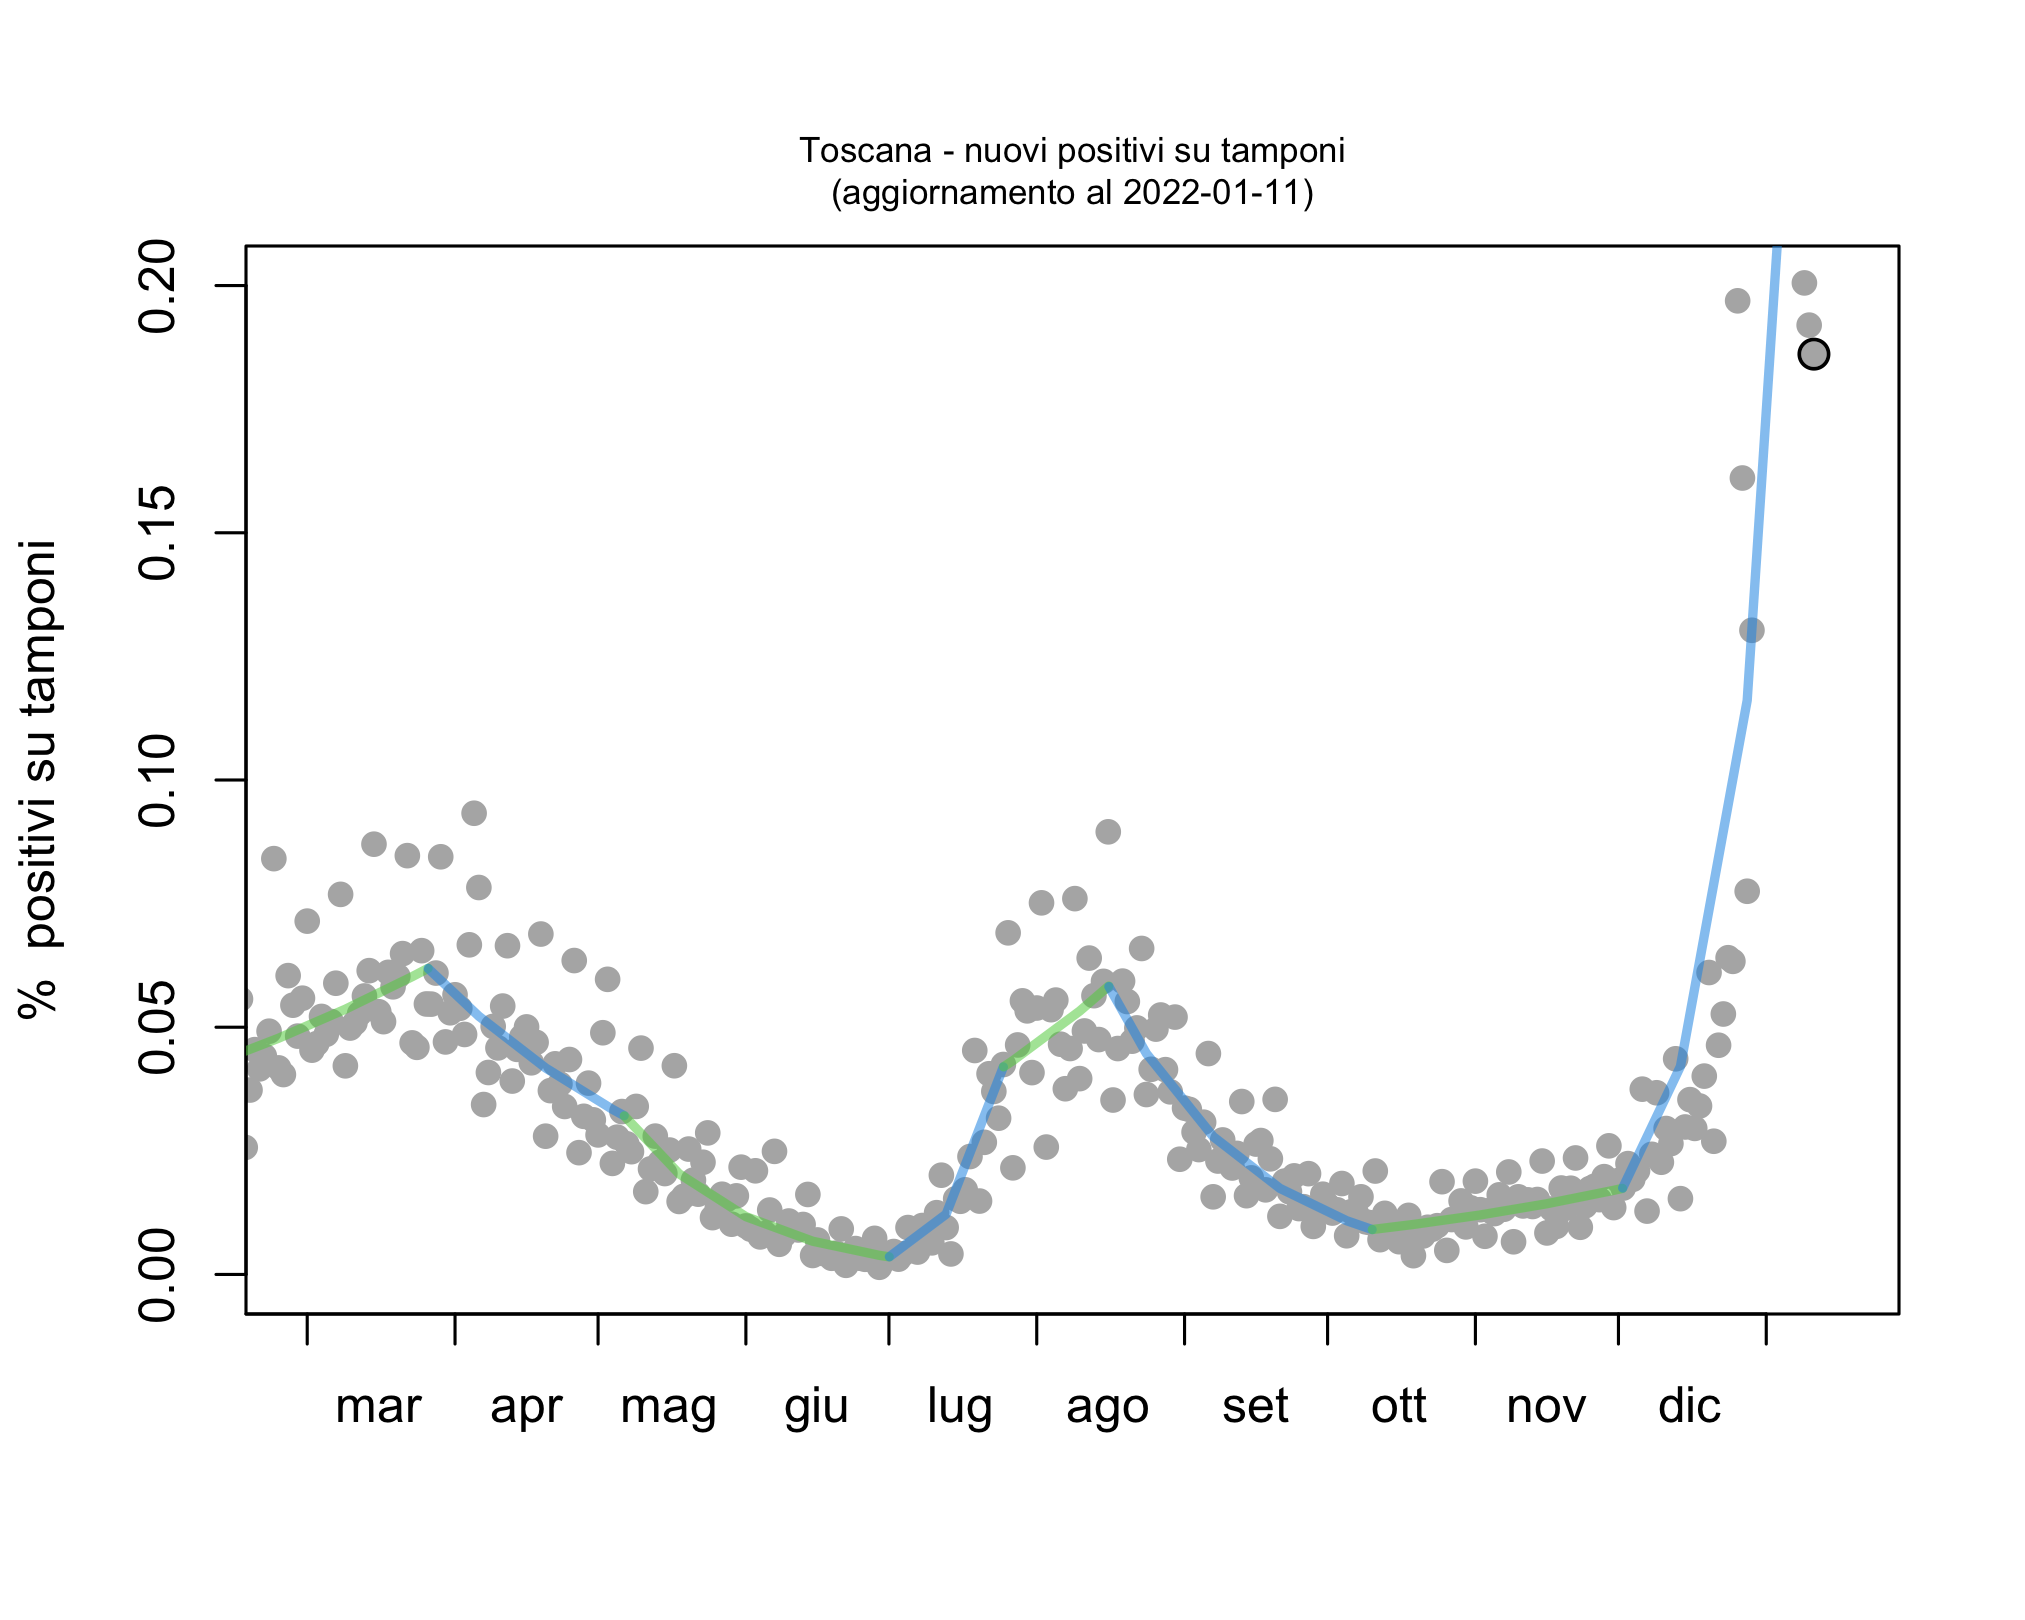 Toscana - nuovi positivi su tamponi
(aggiornamento al 2022-01-11)
% positivi su tamponi
0.20
0.15
0.10
0.05
0.00
mar apr mag giu lug ago set ott nov dic